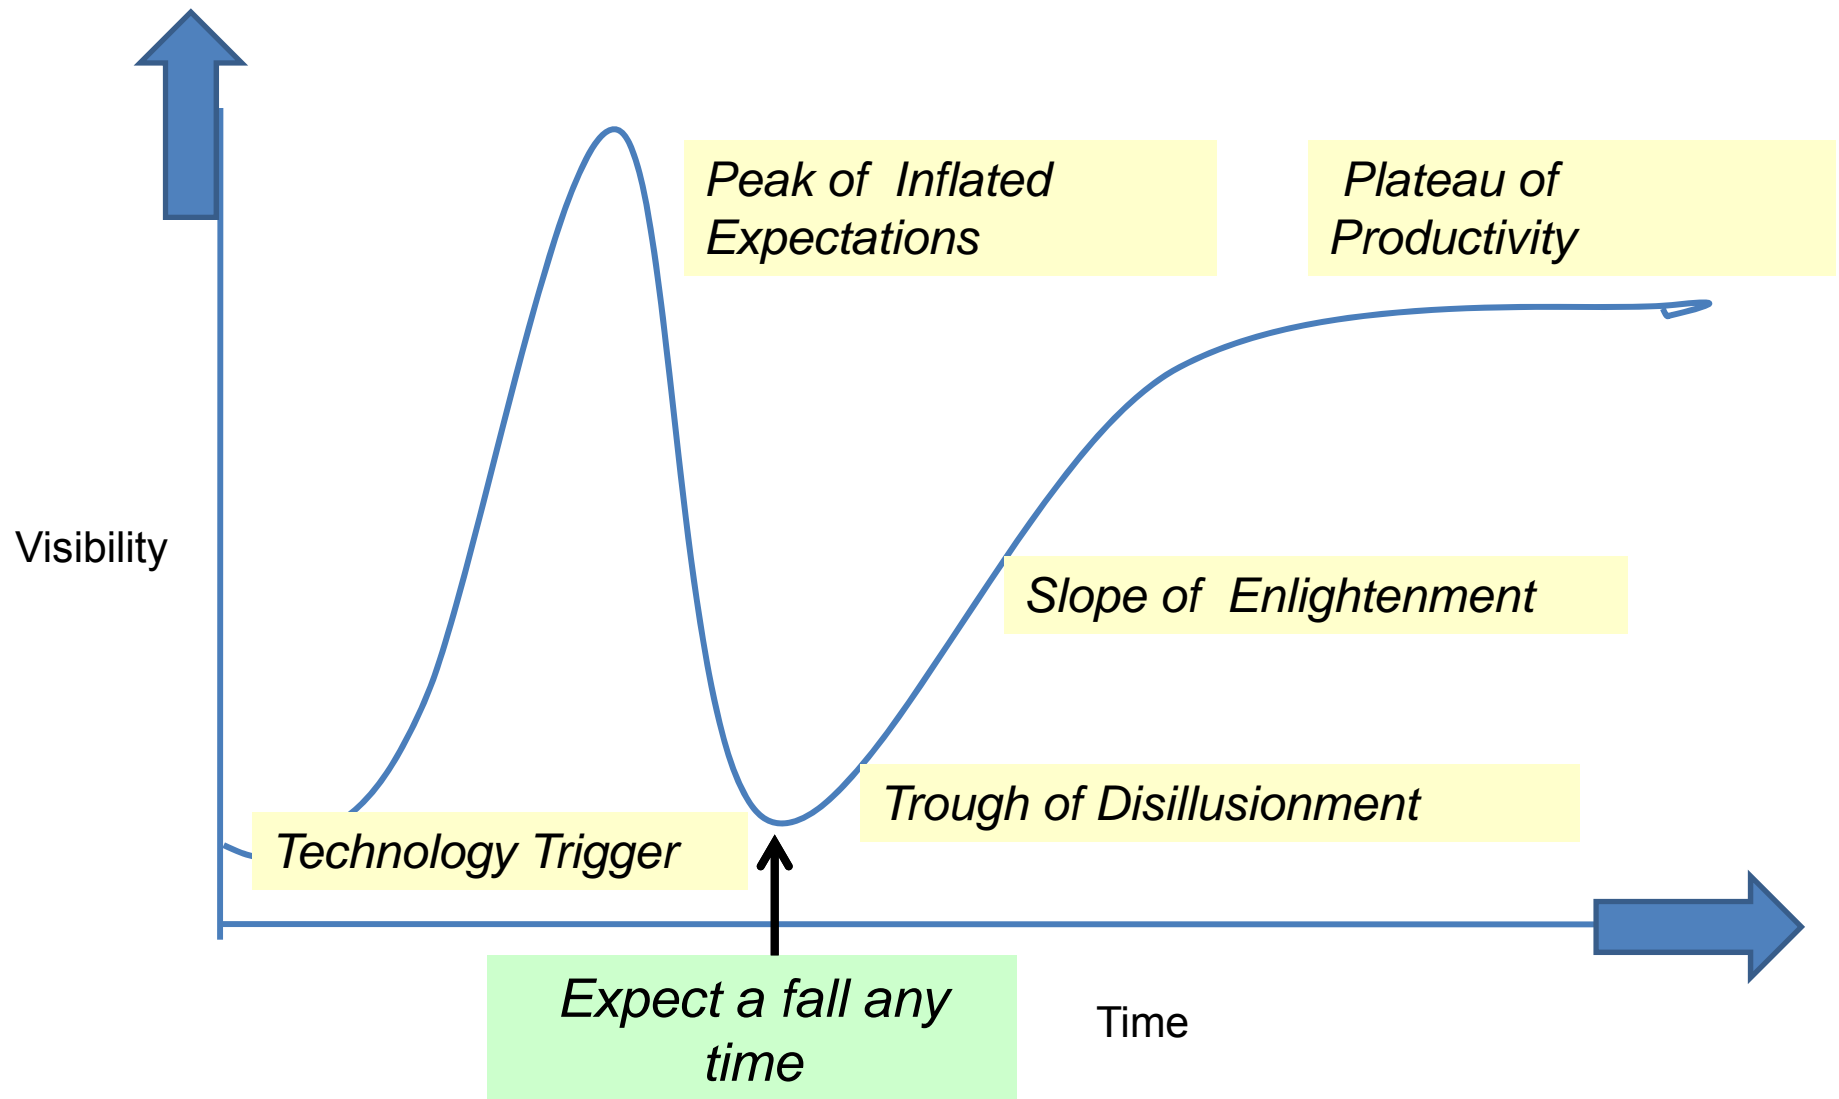 Peak of Inflated
Expectations
Plateau of
Productivity
Visibility
Slope of Enlightenment
Trough of Disillusionment
Technology Trigger
Expect a fall any
time
Time